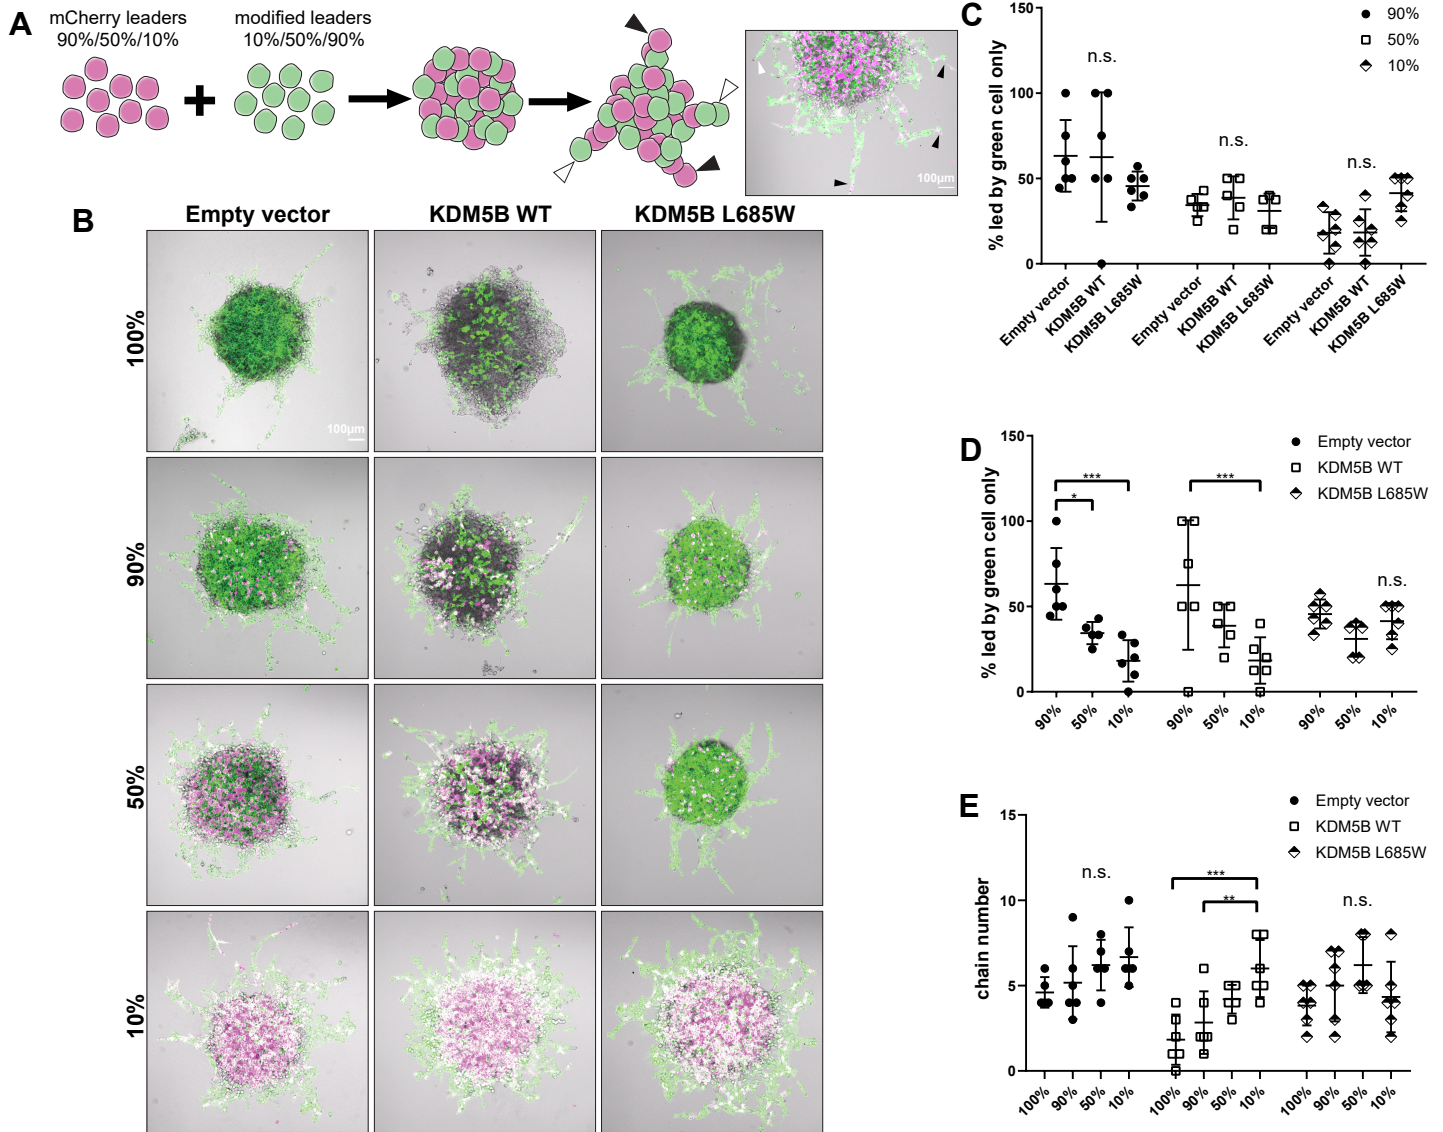 A
mCherry leaders
90%/50%/10%
modified leaders
10%/50%/90%
100µm
B
Empty vector
KDM5B WT
KDM5B L685W
100%
100µm
90%
50%
10%
C
% led by green cell only
150
100
50
0
90%
50%
10%
n.s.
n.s.
n.s.
Empty vector
KDM5B WT
KDM5B L685W
Empty vector
KDM5B WT
KDM5B L685W
Empty vector
KDM5B WT
KDM5B L685W
D
% led by green cell only
150
100
50
0
Empty vector
KDM5B WT
KDM5B L685W
***
*
***
n.s.
90%
50%
10%
90%
50%
10%
90%
50%
10%
E
chain number
15
10
5
0
Empty vector
KDM5B WT
KDM5B L685W
n.s.
***
**
n.s.
100%
90%
50%
10%
100%
90%
50%
10%
100%
90%
50%
10%